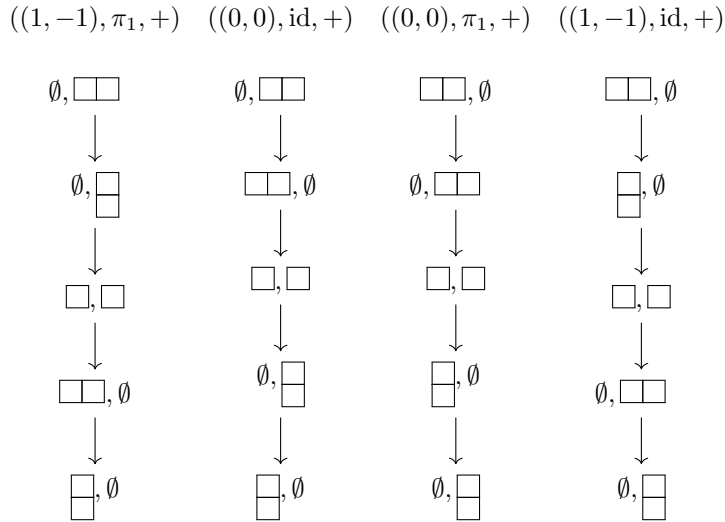 ((1, −1), π₁, +) ((0, 0), id, +) ((0, 0), π₁, +) ((1, −1), id, +)
∅, ∅, , ∅ , ∅
∅, , ∅ ∅, , ∅
, , , ,
, ∅ ∅, , ∅ ∅,
, ∅ , ∅ ∅, ∅,